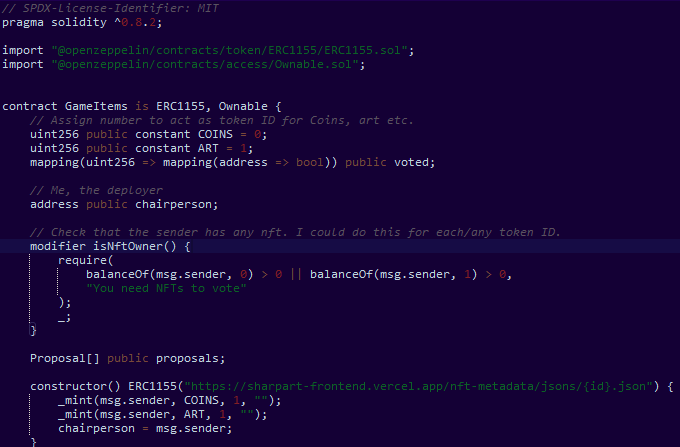 // SPDX-License-Identifier: MIT
pragma solidity ^0.8.2;

import "@openzeppelin/contracts/token/ERC1155/ERC1155.sol";
import "@openzeppelin/contracts/access/Ownable.sol";

contract GameItems is ERC1155, Ownable {
    // Assign number to act as token ID for Coins, art etc.
    uint256 public constant COINS = 0;
    uint256 public constant ART = 1;
    mapping(uint256 => mapping(address => bool)) public voted;

    // Me, the deployer
    address public chairperson;

    // Check that the sender has any nft. I could do this for each/any token ID.
    modifier isNftOwner() {
        require(
            balanceOf(msg.sender, 0) > 0 || balanceOf(msg.sender, 1) > 0,
            "You need NFTs to vote"
        );
        _;
    }

    Proposal[] public proposals;

    constructor() ERC1155("https://sharpart-frontend.vercel.app/nft-metadata/jsons/{id}.json") {
        _mint(msg.sender, COINS, 1, "");
        _mint(msg.sender, ART, 1, "");
        chairperson = msg.sender;
    }